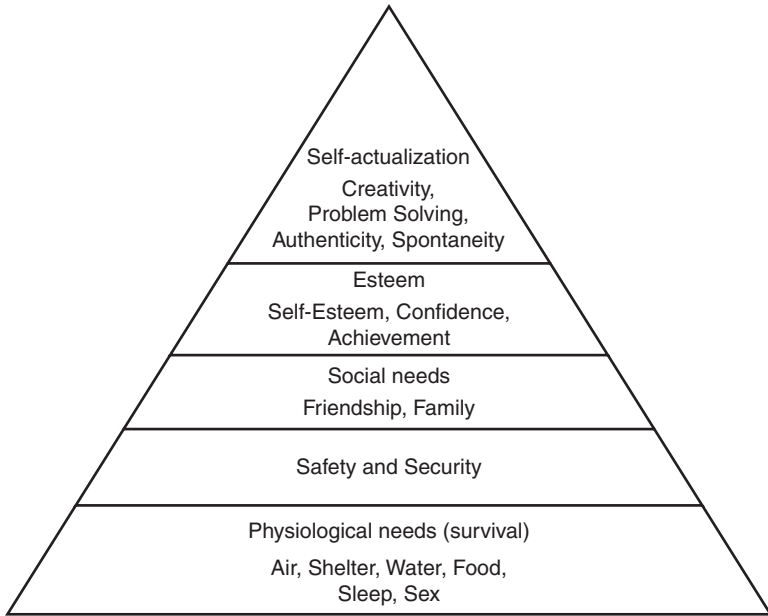 Self-actualization
Creativity,
Problem Solving,
Authenticity, Spontaneity
Esteem
Self-Esteem, Confidence,
Achievement
Social needs
Friendship, Family
Safety and Security
Physiological needs (survival)
Air, Shelter, Water, Food,
Sleep, Sex